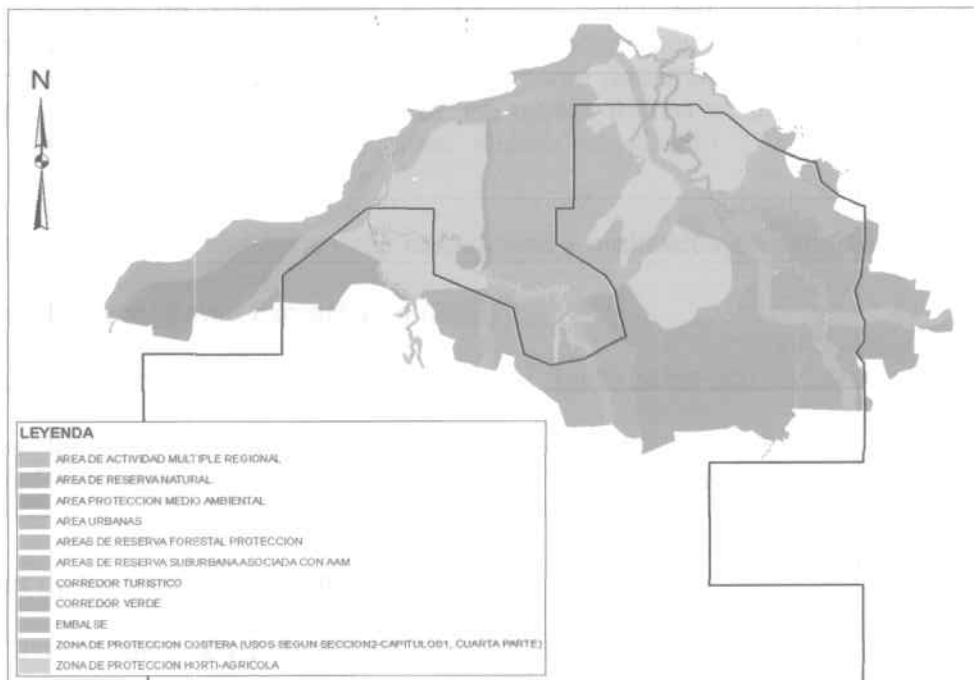 N
LEYENDA
AREA DE ACTIVIDAD MULTIPLE REGIONAL
AREA DE RESERVA NATURAL
AREA PROTECCION MEDIO AMBIENTAL
AREA URBANAS
AREAS DE RESERVA FORESTAL PROTECCION
AREAS DE RESERVA SUBURBANA ASOCIADA CON AAM
CORREDOR TURISTICO
CORREDOR VERDE
EMBALSE
ZONA DE PROTECCION COSTERA (USOS SEGUN SECCION2-CAPITULO01, CUARTA PARTE)
ZONA DE PROTECCION HORTI-AGRICOLA